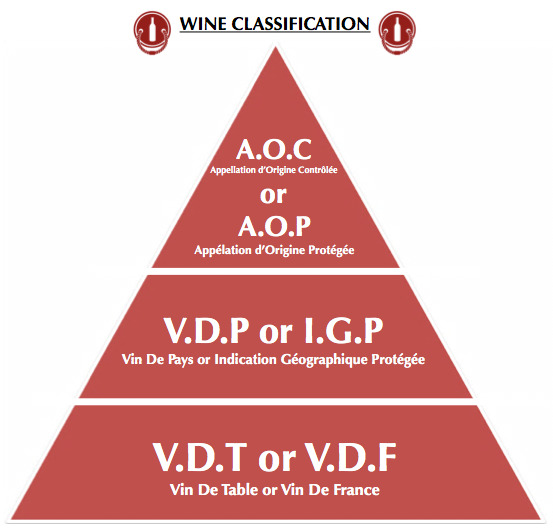 WINE CLASSIFICATION
A.O.C
Appellation d'Origine Contrôlée
or
A.O.P
Appélation d'Origine Protégée
V.D.P or I.G.P
Vin De Pays or Indication Géographique Protégée
V.D.T or V.D.F
Vin De Table or Vin De France